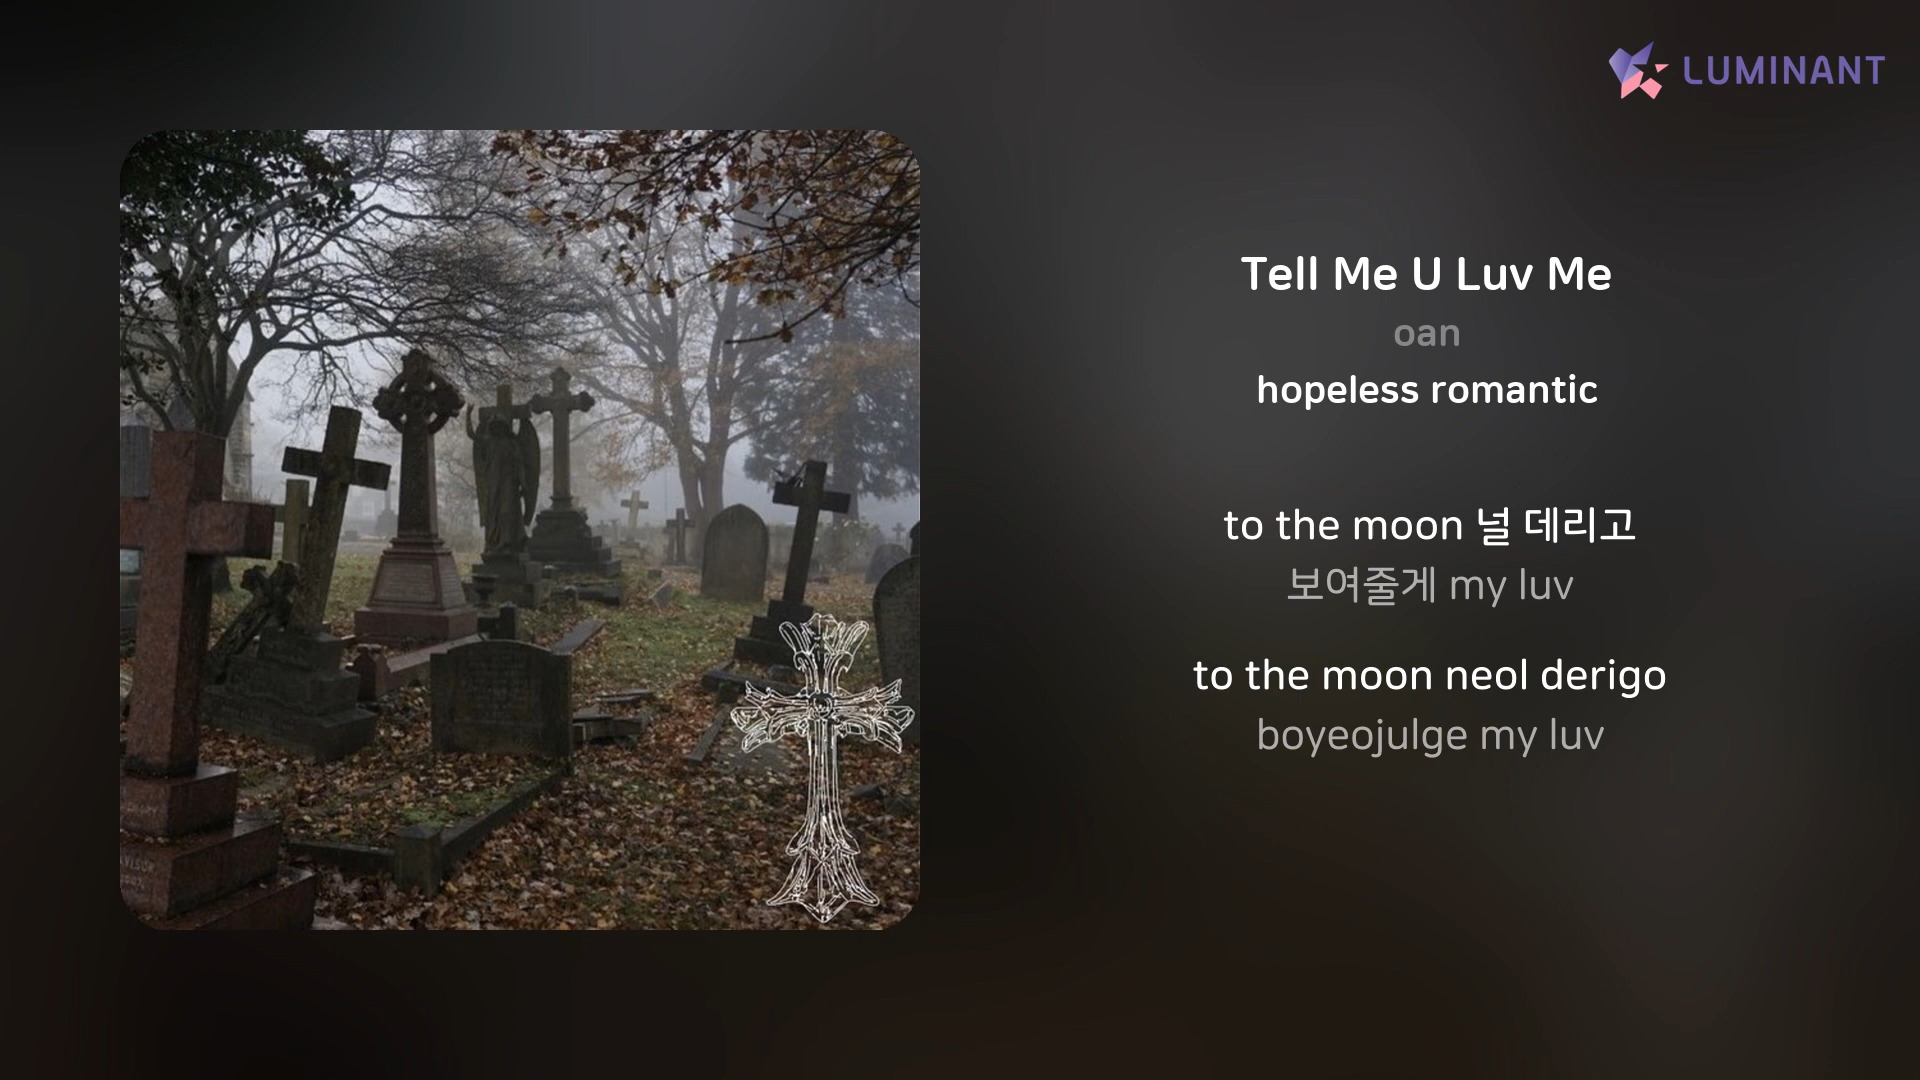 LUMINANT
Tell Me U Luv Me
oan
hopeless romantic
to the moon 널 데리고
보여줄게 my luv
to the moon neol derigo
boyeojulge my luv